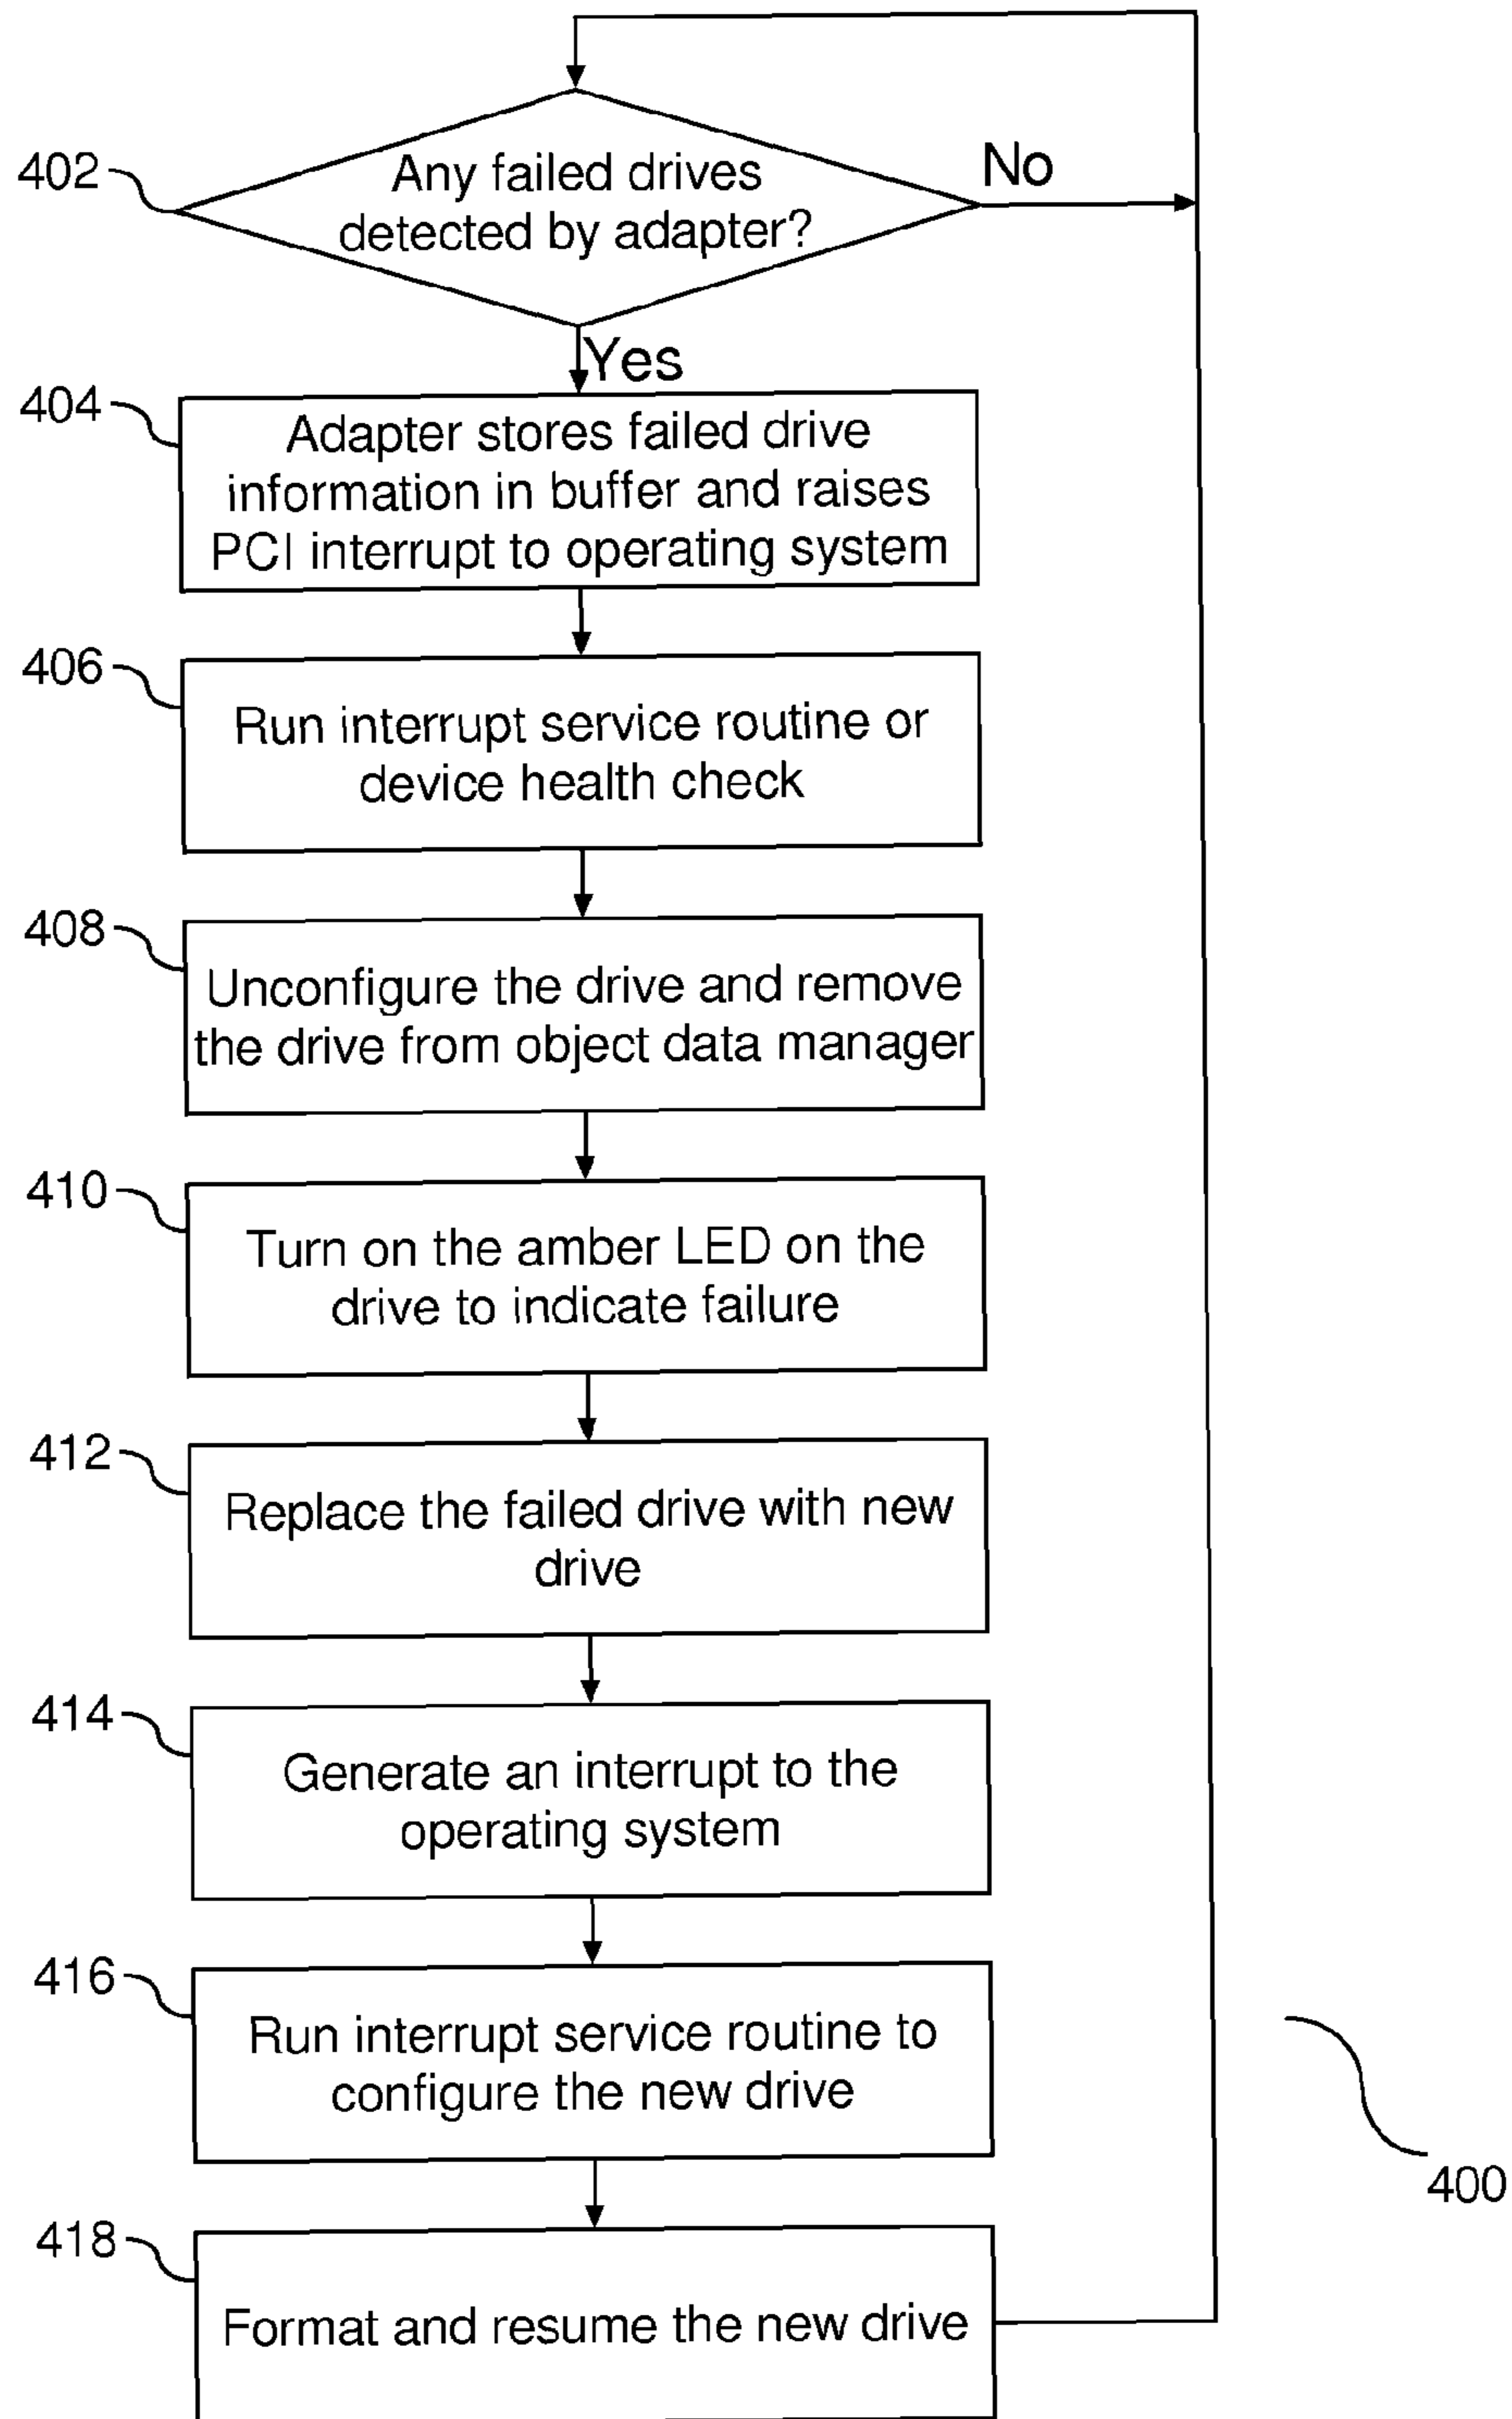 402
Any failed drives
detected by adapter?
No
Yes
404
Adapter stores failed drive
information in buffer and raises
PCI interrupt to operating system
406
Run interrupt service routine or
device health check
408
Unconfigure the drive and remove
the drive from object data manager
410
Turn on the amber LED on the
drive to indicate failure
412
Replace the failed drive with new
drive
414
Generate an interrupt to the
operating system
416
Run interrupt service routine to
configure the new drive
400
418
Format and resume the new drive